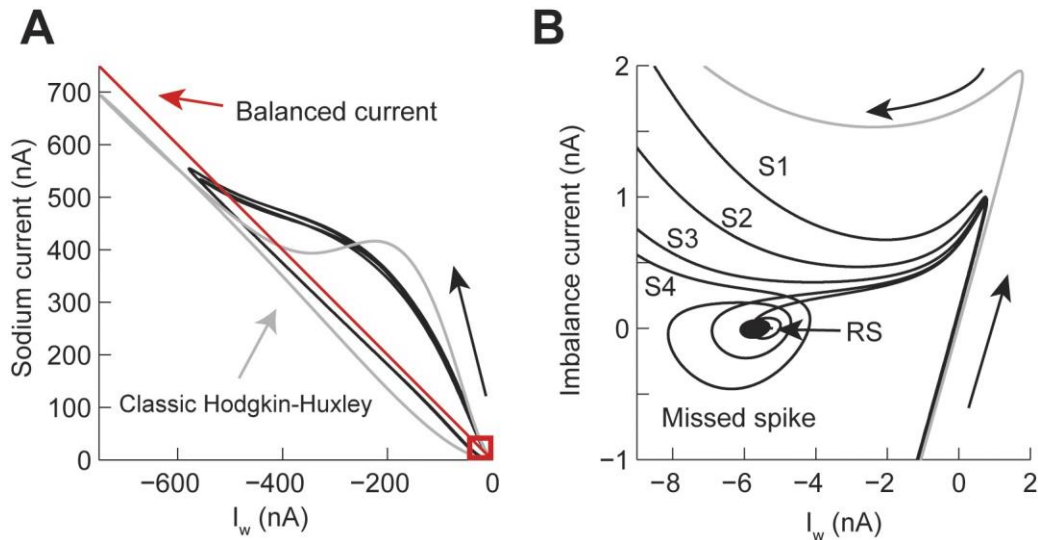 A
Sodium current (nA)
700
600
500
400
300
200
100
0
Balanced current
Classic Hodgkin-Huxley
−600
−400
−200
0
I_w (nA)
B
Imbalance current (nA)
2
1
0
−1
S1
S2
S3
S4
RS
Missed spike
−8
−6
−4
−2
0
2
I_w (nA)